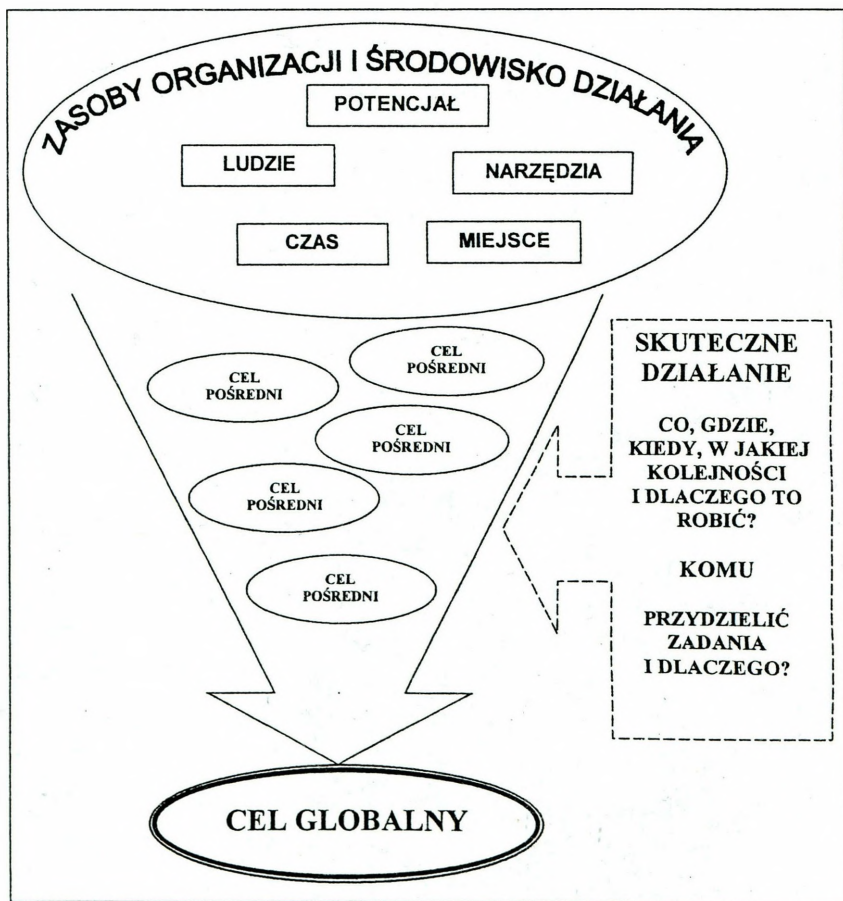 ZASOBY ORGANIZACJI I ŚRODOWISKO DZIAŁANIA
POTENCJAŁ
LUDZIE
NARZĘDZIA
CZAS
MIEJSCE
CEL
POŚREDNI
CEL
POŚREDNI
CEL
POŚREDNI
CEL
POŚREDNI
CEL
POŚREDNI
SKUTECZNE
DZIAŁANIE
CO, GDZIE,
KIEDY, W JAKIEJ
KOLEJNOŚCI
I DLACZEGO TO
ROBIĆ?
KOMU
PRZYDZIELIĆ
ZADANIA
I DLACZEGO?
CEL GLOBALNY